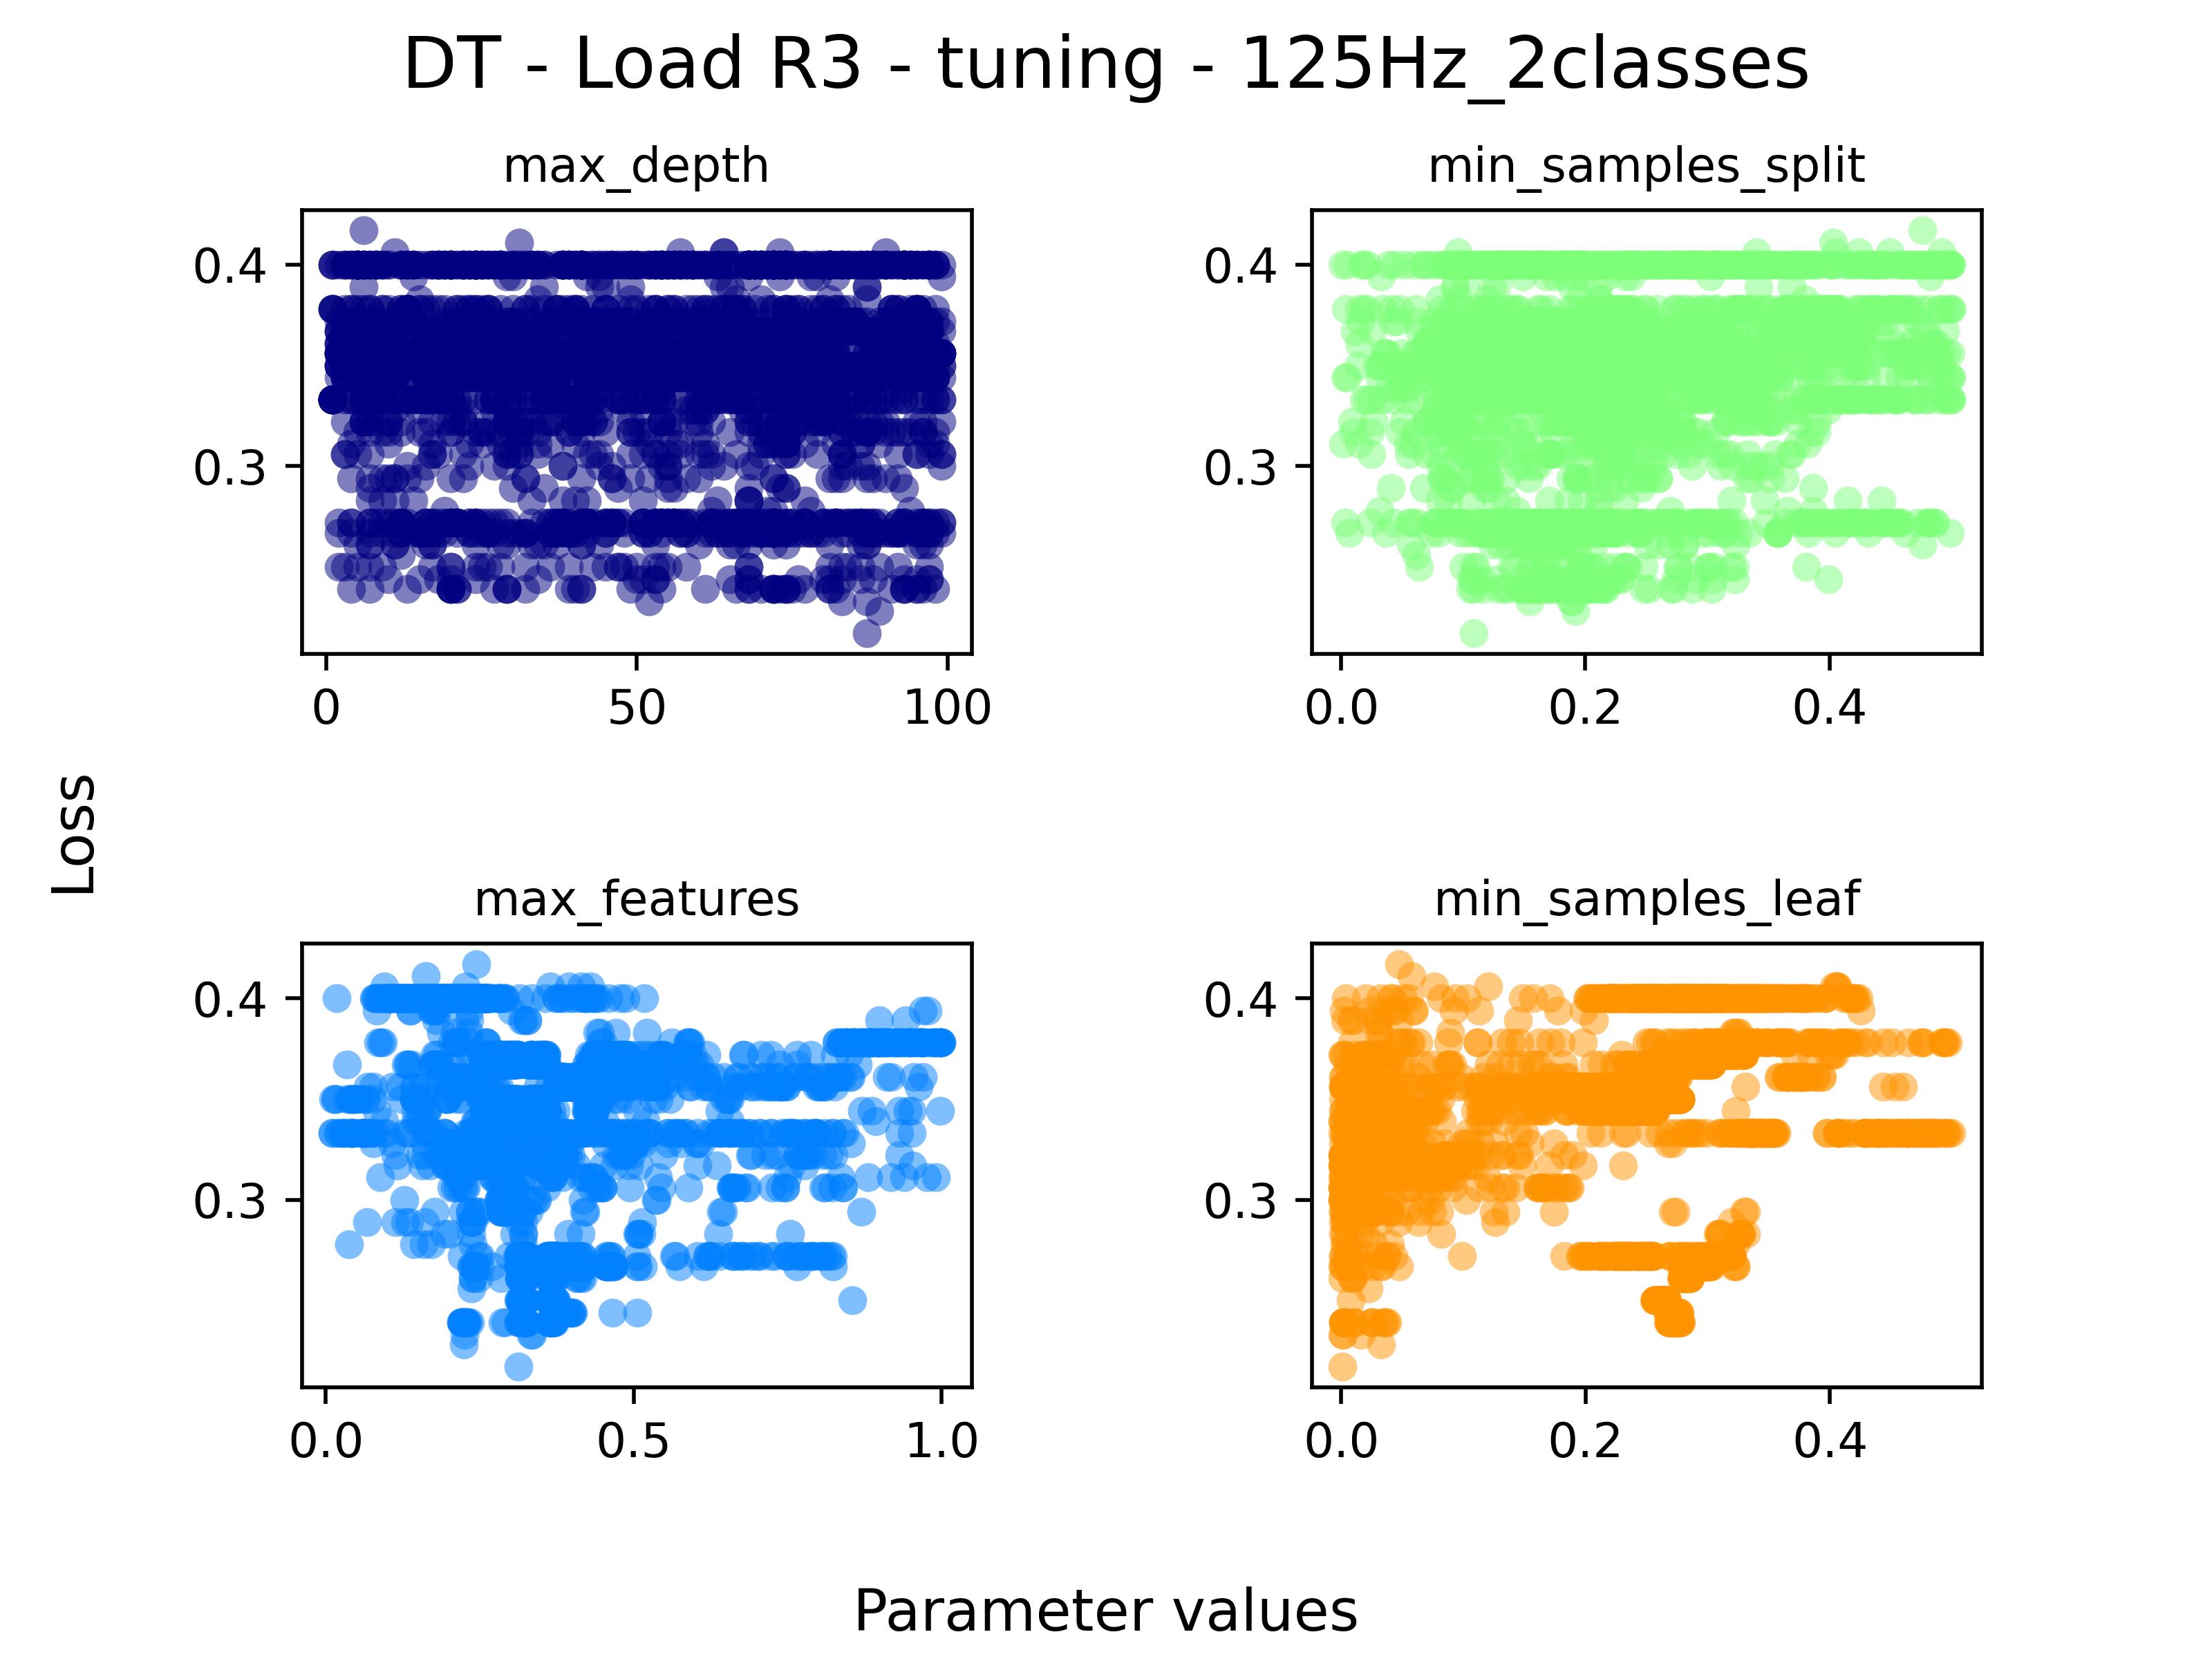 DT - Load R3 - tuning - 125Hz_2classes
max_depth
0.4
0.3
0 50 100
min_samples_split
0.4
0.3
0.0 0.2 0.4
Loss
max_features
0.4
0.3
0.0 0.5 1.0
min_samples_leaf
0.4
0.3
0.0 0.2 0.4
Parameter values